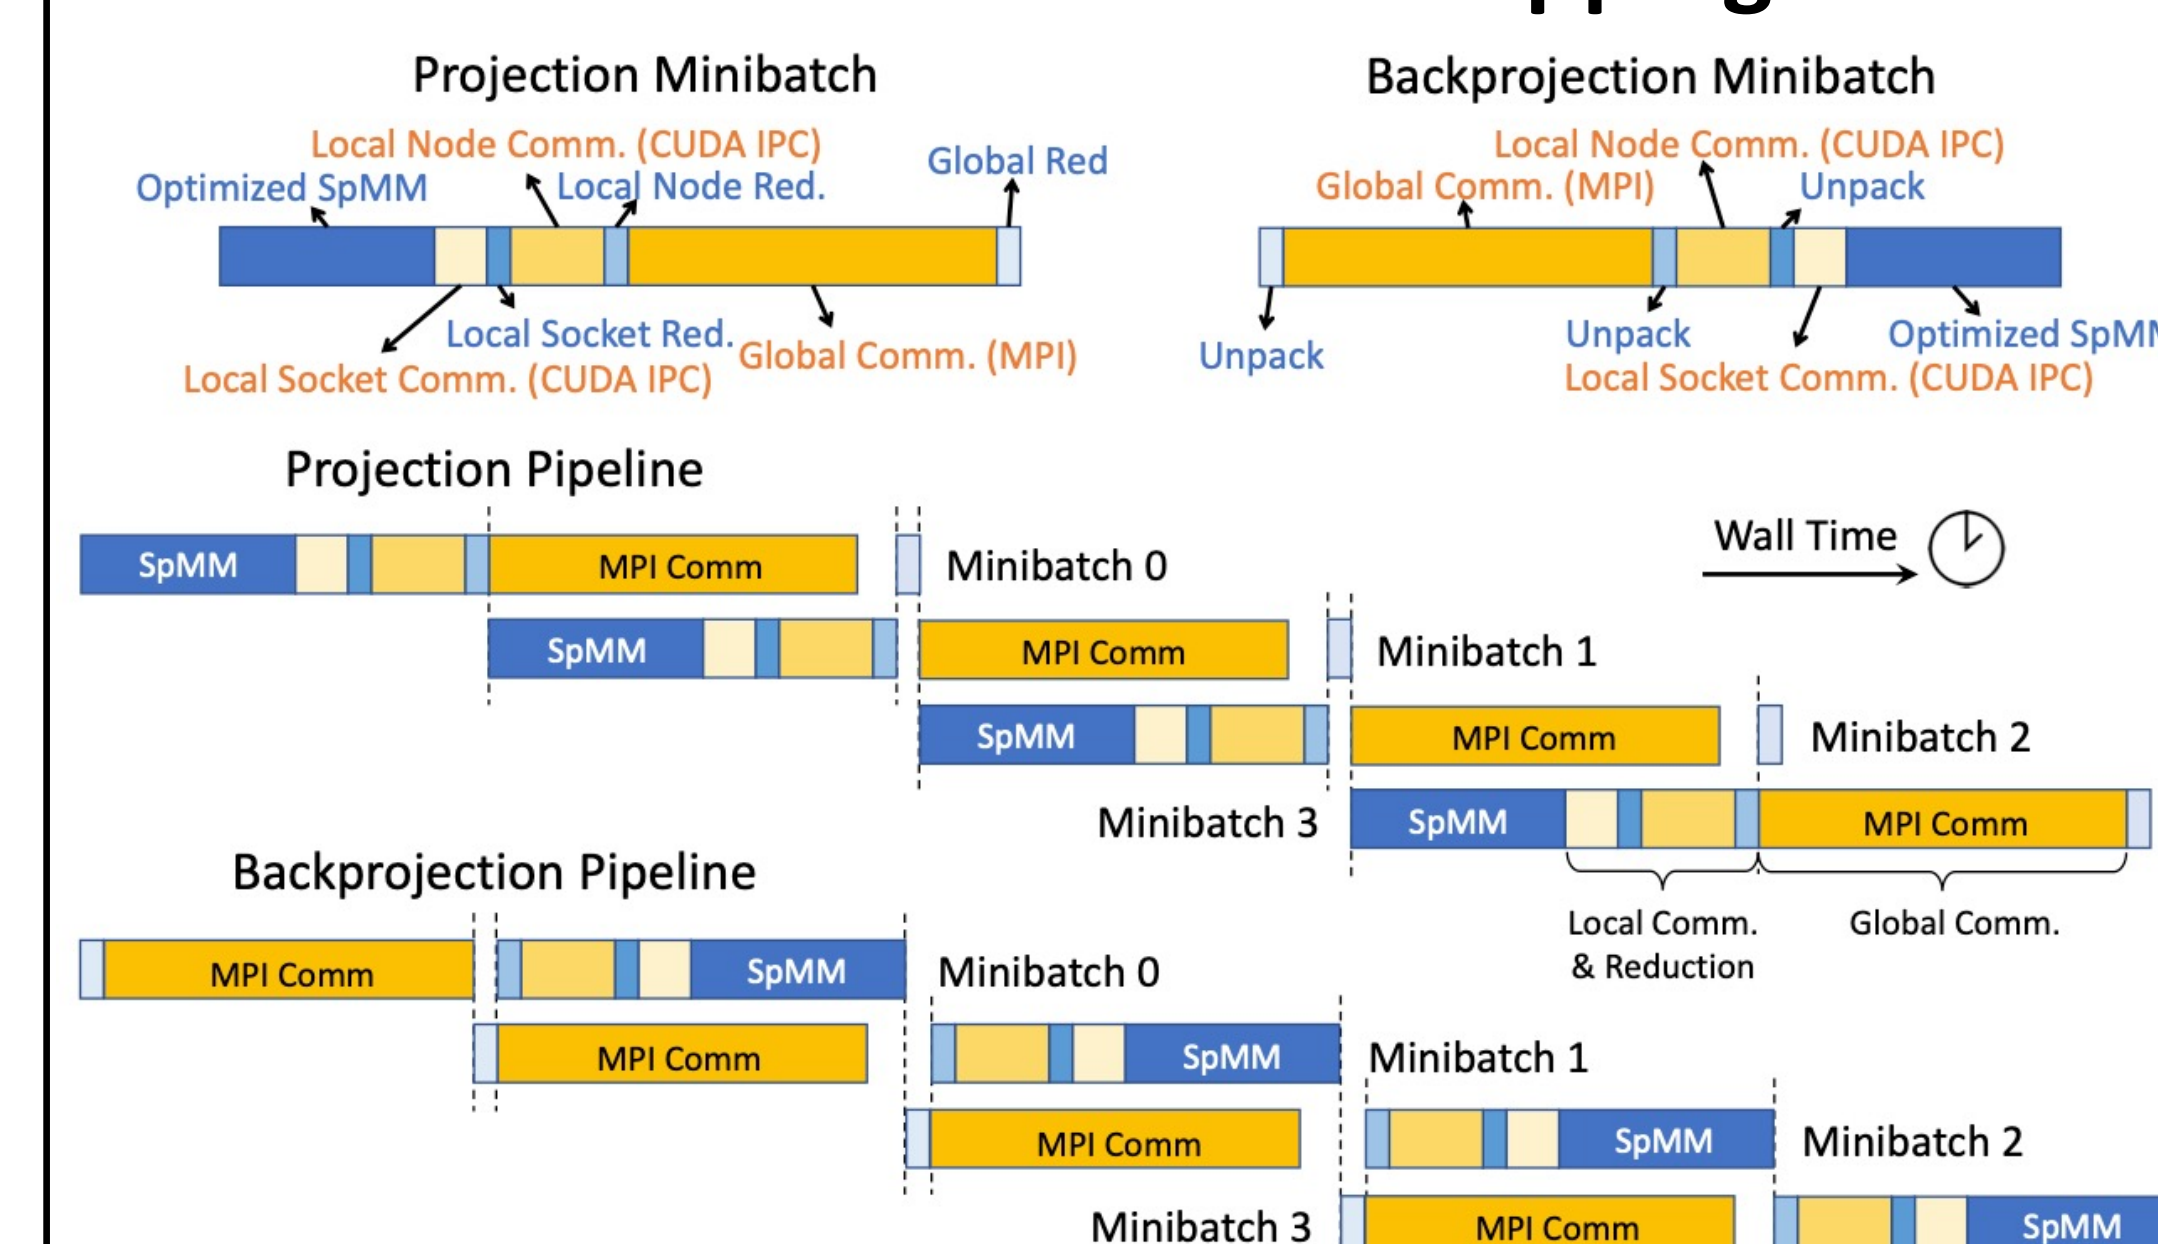 Projection Minibatch
Local Node Comm. (CUDA IPC)
Optimized SpMM
Local Node Red.
Global Red
Local Socket Red.
Global Comm. (MPI)
Local Socket Comm. (CUDA IPC)
Backprojection Minibatch
Local Node Comm. (CUDA IPC)
Global Comm. (MPI)
Unpack
Unpack
Unpack
Optimized SpMM
Local Socket Comm. (CUDA IPC)
Projection Pipeline
SpMM
MPI Comm
Minibatch 0
Wall Time
SpMM
MPI Comm
Minibatch 1
SpMM
MPI Comm
Minibatch 2
Minibatch 3
SpMM
MPI Comm
Local Comm.
& Reduction
Global Comm.
Backprojection Pipeline
MPI Comm
SpMM
Minibatch 0
MPI Comm
SpMM
Minibatch 1
MPI Comm
SpMM
Minibatch 2
Minibatch 3
MPI Comm
SpMM